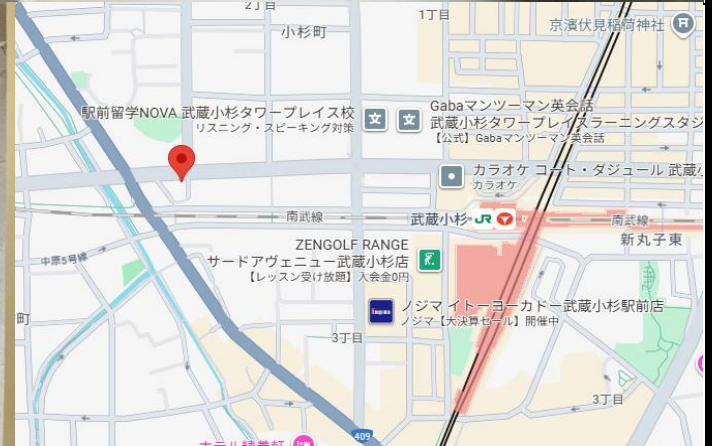 2丁目
1丁目
小杉町
京濱伏見稲荷神社
駅前留学NOVA 武蔵小杉タワープレイス校
リスニング・スピーキング対策
Gabaマンツーマン英会話
武蔵小杉タワープレイスラーニングスタジ
【公式】Gabaマンツーマン英会話
カラオケ コート・ダジュール 武蔵
カラオケ
南武線
武蔵小杉
JR
南武線
新丸子東
中原5号線
ZENGOLF RANGE
サードアヴェニュー武蔵小杉店
【レッスン受け放題】入会金0円
ノジマ イトーヨーカドー武蔵小杉駅前店
ノジマ【大決算セール】開催中
町
3丁目
3丁目
409